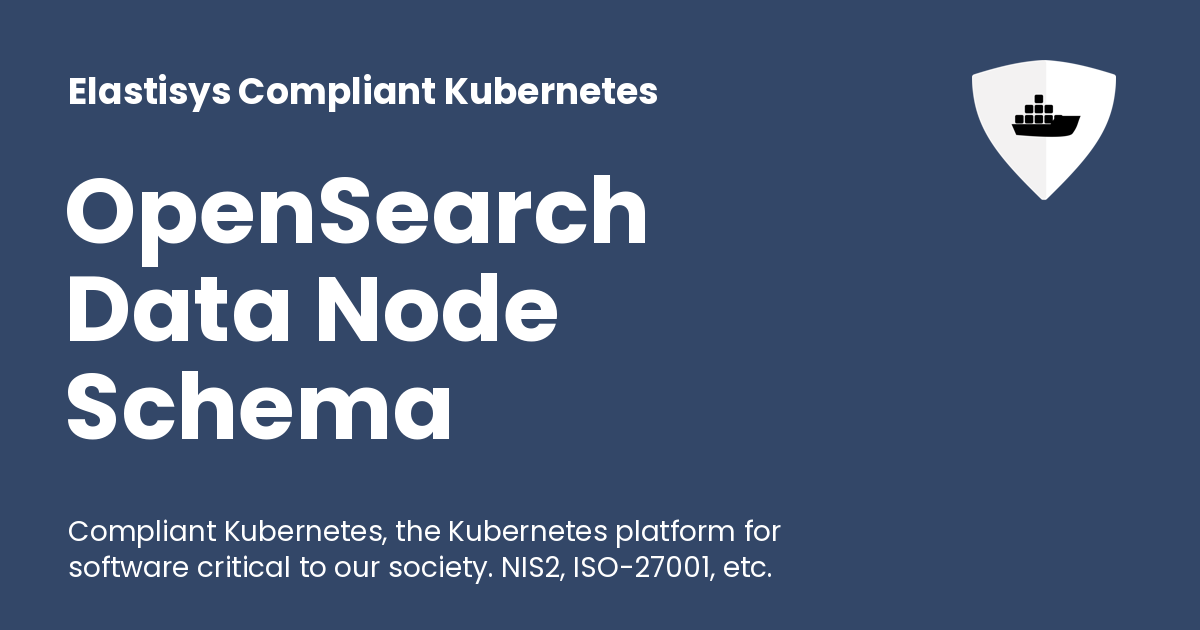 Elastisys Compliant Kubernetes
OpenSearch
Data Node
Schema
Compliant Kubernetes, the Kubernetes platform for
software critical to our society. NIS2, ISO-27001, etc.